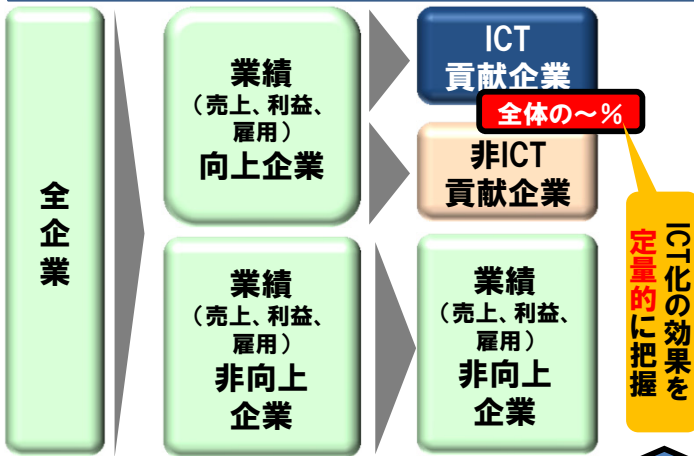 全企業
業績
（売上、利益、
雇用）
向上企業
業績
（売上、利益、
雇用）
非向上
企業
ICT
貢献企業
全体の～%
非ICT
貢献企業
業績
（売上、利益、
雇用）
非向上
企業
ICT化の効果を
定量的に把握